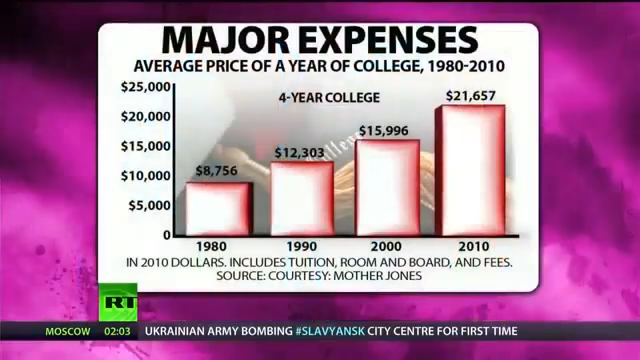 MAJOR EXPENSES
AVERAGE PRICE OF A YEAR OF COLLEGE, 1980-2010
4-YEAR COLLEGE
$25,000
$20,000
$15,000
$10,000
$5,000
0
$8,756
$12,303
$15,996
$21,657
1980 1990 2000 2010
IN 2010 DOLLARS. INCLUDES TUITION, ROOM AND BOARD, AND FEES.
SOURCE: COURTESY: MOTHER JONES
RT
MOSCOW 02:03 UKRAINIAN ARMY BOMBING #SLAVYANSK CITY CENTRE FOR FIRST TIME